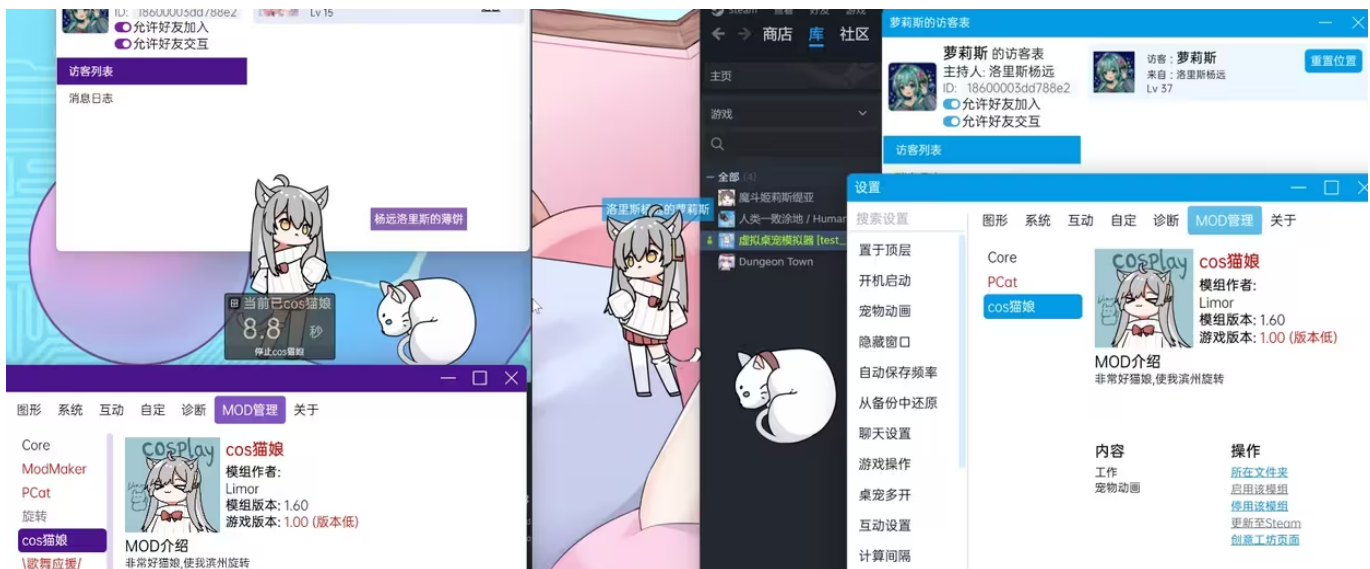 ID: 18600003dd788e2
Lv 15
允许好友加入
允许好友交互
访客列表
消息日志
杨远洛里斯的薄饼
当前已cos猫娘
8.8 秒
停止cos猫娘
图形 系统 互动 自定 诊断 MOD管理 关于
Core
ModMaker
PCat
旋转
cos猫娘
\歌舞应援/
cosplay
cos猫娘
模组作者:
Limor
模组版本: 1.60
游戏版本: 1.00 (版本低)
MOD介绍
非常好猫娘,使我滨州旋转
洛里斯杨远的萝莉斯
steam 查看 好友 游戏
商店 库 社区
主页
游戏
全部 (4)
魔斗姬莉斯缇亚
人类一败涂地 / Human
虚拟桌宠模拟器 [test_
Dungeon Town
萝莉斯的访客表
萝莉斯 的访客表
主持人: 洛里斯杨远
ID: 18600003dd788e2
允许好友加入
允许好友交互
访客列表
访客 : 萝莉斯
来自 : 洛里斯杨远
Lv 37
重置位置
设置
搜索设置
置于顶层
开机启动
宠物动画
隐藏窗口
自动保存频率
从备份中还原
聊天设置
游戏操作
桌宠多开
互动设置
计算间隔
图形 系统 互动 自定 诊断 MOD管理 关于
Core
PCat
cos猫娘
cosplay
cos猫娘
模组作者:
Limor
模组版本: 1.60
游戏版本: 1.00 (版本低)
MOD介绍
非常好猫娘,使我滨州旋转
内容
工作
宠物动画
操作
所在文件夹
启用该模组
停用该模组
更新至Steam
创意工坊页面